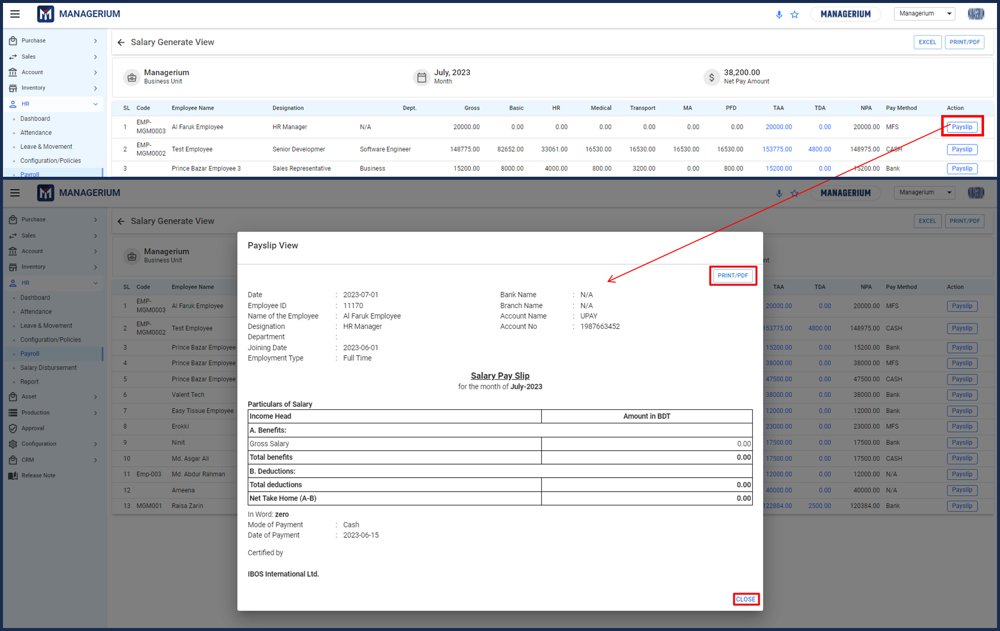 MANAGERIUM
MANAGERIUM
Managerium
MANAGERIUM
Purchase
Sales
Account
Inventory
HR
Dashboard
Attendance
Leave & Movement
Configuration/Policies
Payroll
Salary Generate View
EXCEL PRINT/PDF
Managerium
Business Unit
July, 2023
Month
38,200.00
Net Pay Amount
SL Code Employee Name Designation Dept. Gross Basic HR Medical Transport MA PFD TAA TDA NPA Pay Method Action
1 EMP-MGM0003 Al Faruk Employee HR Manager N/A 20000.00 0.00 0.00 0.00 0.00 0.00 0.00 20000.00 0.00 20000.00 MFS Payslip
2 EMP-MGM0002 Test Employee Senior Developmer Software Engineer 148775.00 82652.00 33061.00 16530.00 16530.00 16530.00 16530.00 153775.00 4800.00 148975.00 CASH Payslip
3 Prince Bazar Employee 3 Sales Representative Business 15200.00 8000.00 4000.00 800.00 3200.00 0.00 800.00 15200.00 0.00 15200.00 Bank Payslip
MANAGERIUM
MANAGERIUM
Managerium
MANAGERIUM
Purchase
Sales
Account
Inventory
HR
Dashboard
Attendance
Leave & Movement
Configuration/Policies
Payroll
Salary Disbursement
Report
Asset
Production
Approval
Configuration
CRM
Release Note
Salary Generate View
EXCEL PRINT/PDF
Managerium
Business Unit
nt
SL Code Employee Name TAA TDA NPA Pay Method Action
1 EMP-MGM0003 Al Faruk Employee 20000.00 0.00 20000.00 MFS Payslip
2 EMP-MGM0002 Test Employee 153775.00 4800.00 148975.00 CASH Payslip
3 Prince Bazar Employee 15200.00 0.00 15200.00 Bank Payslip
4 Prince Bazar Employee 38000.00 0.00 38000.00 MFS Payslip
5 Prince Bazar Employee 47500.00 0.00 47500.00 CASH Payslip
6 Valent Tech 38000.00 0.00 38000.00 Bank Payslip
7 Easy Tissue Employee 12000.00 0.00 12000.00 Bank Payslip
8 Erokki 23000.00 0.00 23000.00 MFS Payslip
9 Ninit 17500.00 0.00 17500.00 Bank Payslip
10 Md. Asgar Ali 17500.00 0.00 17500.00 CASH Payslip
11 Emp-003 Md. Abdur Rahman 12000.00 0.00 12000.00 N/A Payslip
12 Ameena 40000.00 0.00 40000.00 N/A Payslip
13 MGM001 Raisa Zarin 122884.00 2500.00 120384.00 Bank Payslip
Payslip View
PRINT/PDF
Date : 2023-07-01 Bank Name : N/A
Employee ID : 11170 Branch Name : N/A
Name of the Employee : Al Faruk Employee Account Name : UPAY
Designation : HR Manager Account No : 1987663452
Department :
Joining Date : 2023-06-01
Employment Type : Full Time
Salary Pay Slip
for the month of July-2023
Particulars of Salary
Income Head Amount in BDT
A. Benefits:
Gross Salary 0.00
Total benefits 0.00
B. Deductions:
Total deductions 0.00
Net Take Home (A-B) 0.00
In Word: zero
Mode of Payment : Cash
Date of Payment : 2023-06-15
Certified by
IBOS International Ltd.
CLOSE